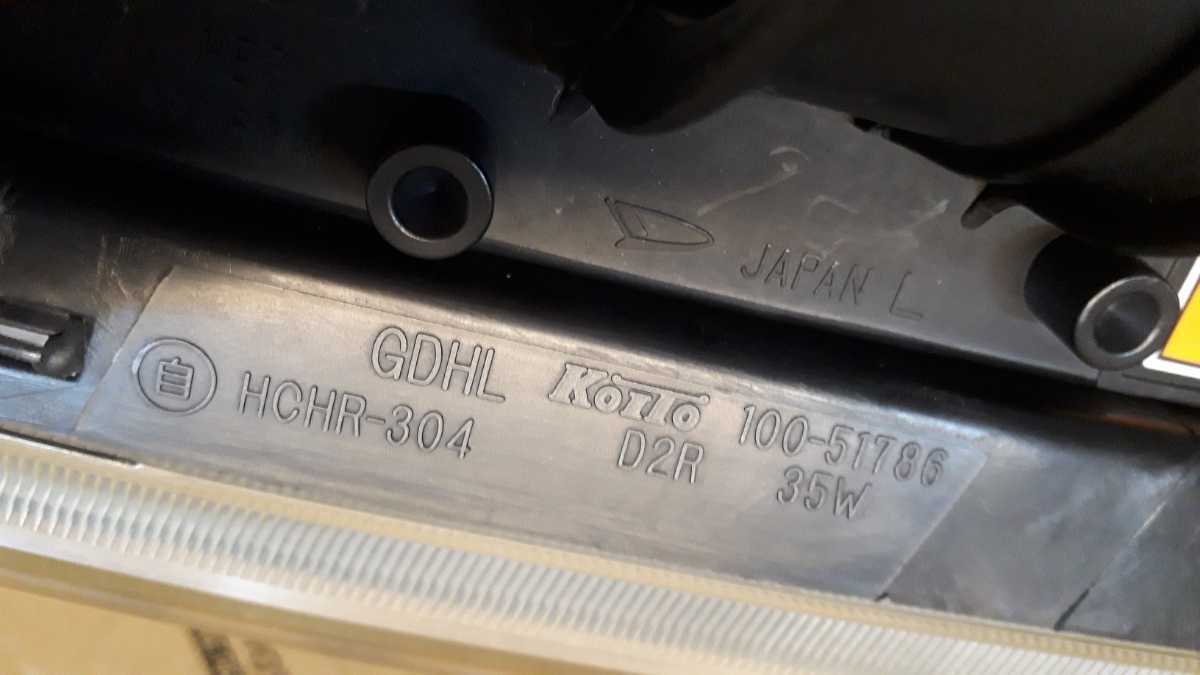 JAPAN L
GDHL KOITO 100-51786
自 HCHR-304 D2R 35W